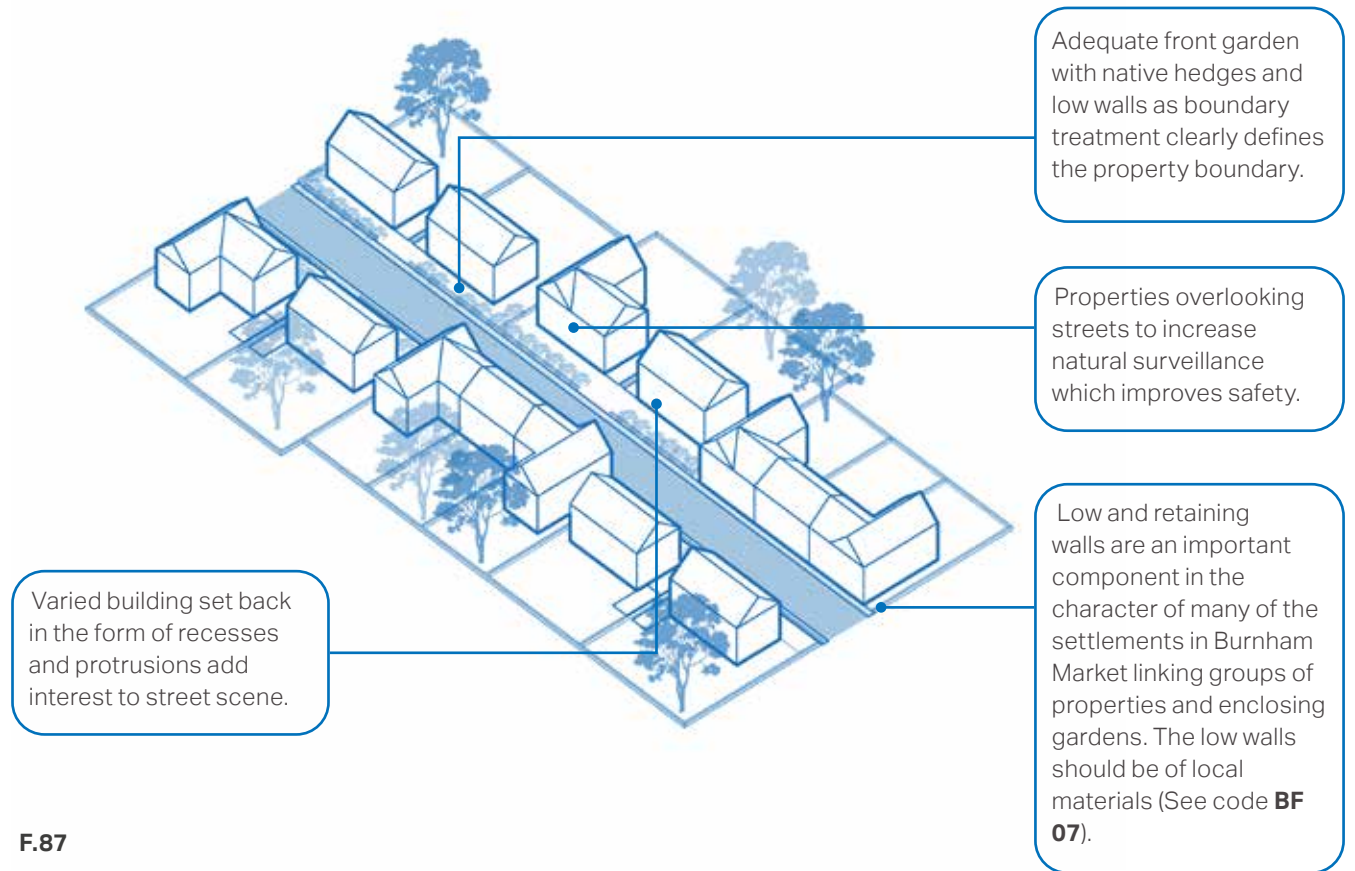 Adequate front garden
with native hedges and
low walls as boundary
treatment clearly defines
the property boundary.
Properties overlooking
streets to increase
natural surveillance
which improves safety.
Low and retaining
walls are an important
component in the
character of many of the
settlements in Burnham
Market linking groups of
properties and enclosing
gardens. The low walls
should be of local
materials (See code BF
07).
Varied building set back
in the form of recesses
and protrusions add
interest to street scene.
F.87